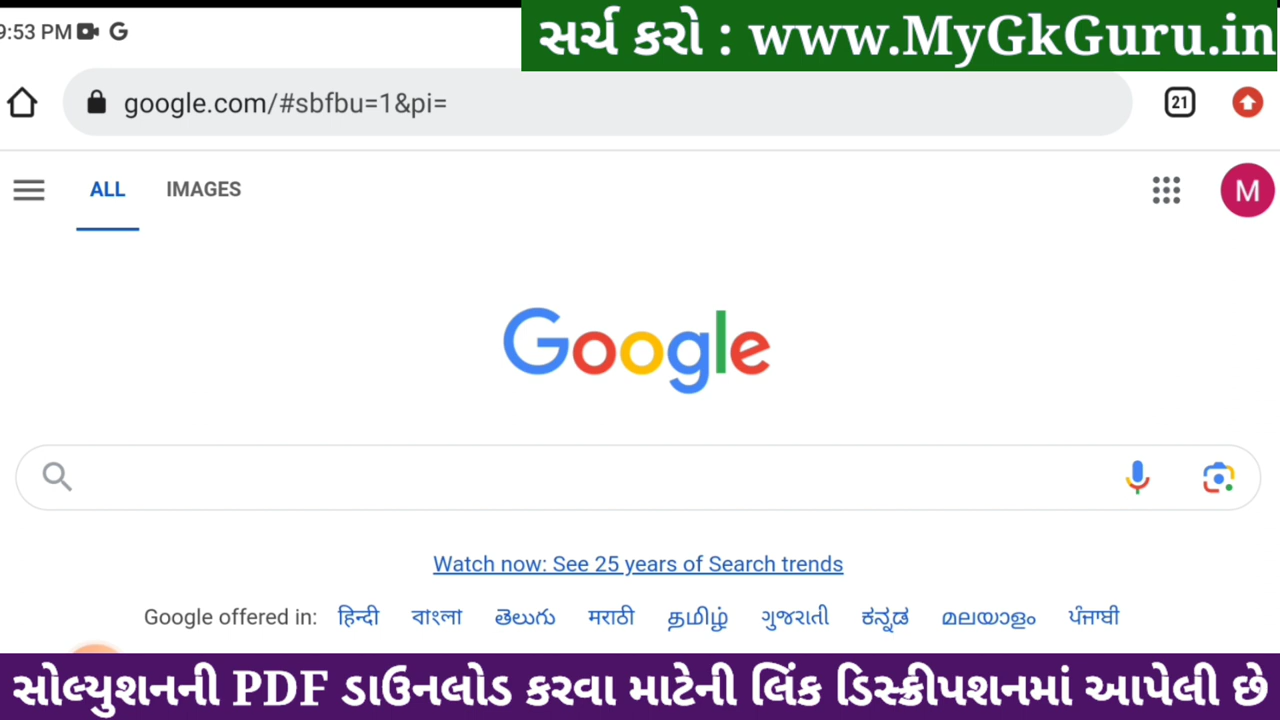 9:53 PM G
સર્ચ કરો : www.MyGkGuru.in
google.com/#sbfbu=1&pi=
21
ALL IMAGES
M
Google
Watch now: See 25 years of Search trends
Google offered in: हिन्दी বাংলা తెలుగు मराठी தமிழ் ગુજરાતી ಕನ್ನಡ മലയാളം ਪੰਜਾਬੀ
સોલ્યુશનની PDF ડાઉનલોડ કરવા માટેની લિંક ડિસ્ક્રીપશનમાં આપેલી છે